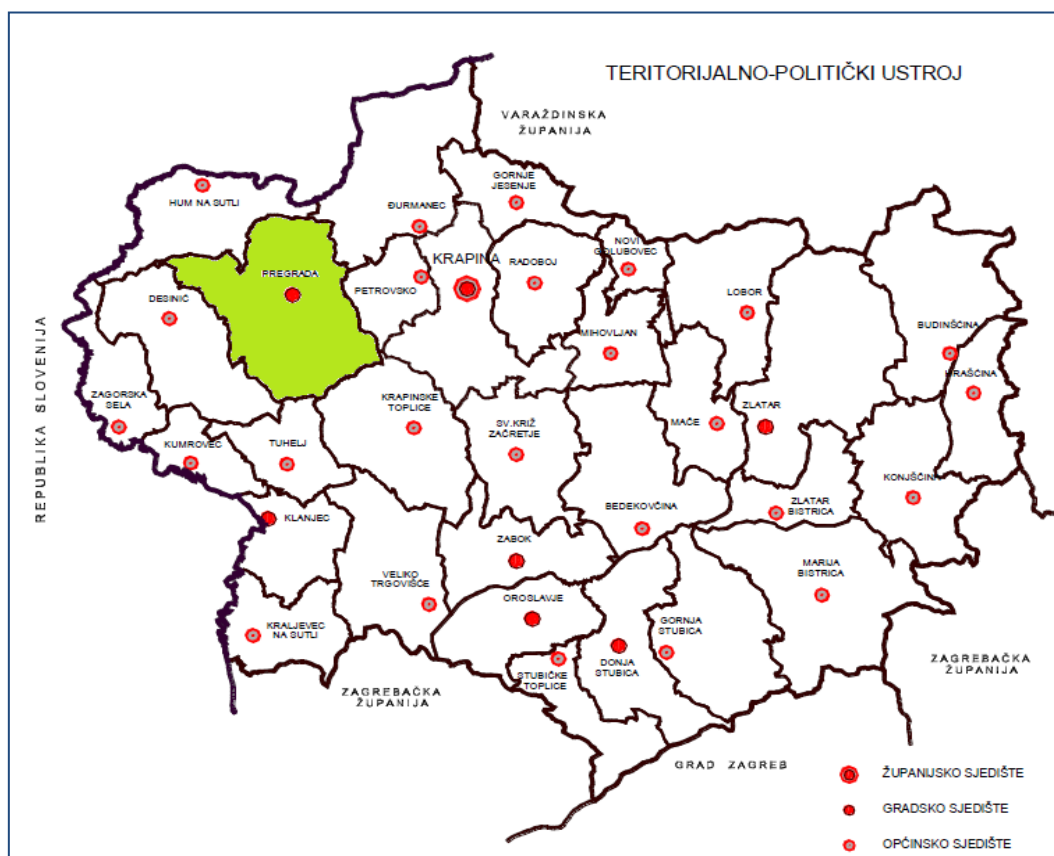 TERITORIJALNO-POLITIČKI USTROJ
VARAŽDINSKA
ŽUPANIJA
GORNJE
JESENJE
HUM NA SUTLI
ĐURMANEC
NOVI
GOLUBOVEC
KRAPINA
RADOBOJ
PREGRADA
PETROVSKO
DESINIĆ
LOBOR
BUDINŠĆINA
MIHOVLJAN
HRAŠĆINA
REPUBLIKA SLOVENIJA
ZAGORSKA
SELA
KRAPINSKE
TOPLICE
ZLATAR
SV.KRIŽ
ZAČRETJE
MAČE
KUMROVEC
TUHELJ
KONJŠĆINA
ZLATAR
BISTRICA
BEDEKOVČINA
KLANJEC
ZABOK
VELIKO
TRGOVIŠĆE
MARIJA
BISTRICA
OROSLAVJE
GORNJA
STUBICA
KRALJEVEC
NA SUTLI
DONJA
STUBICA
STUBIČKE
TOPLICE
ZAGREBAČKA
ŽUPANIJA
ZAGREBAČKA
ŽUPANIJA
GRAD ZAGREB
ŽUPANIJSKO SJEDIŠTE
GRADSKO SJEDIŠTE
OPĆINSKO SJEDIŠTE